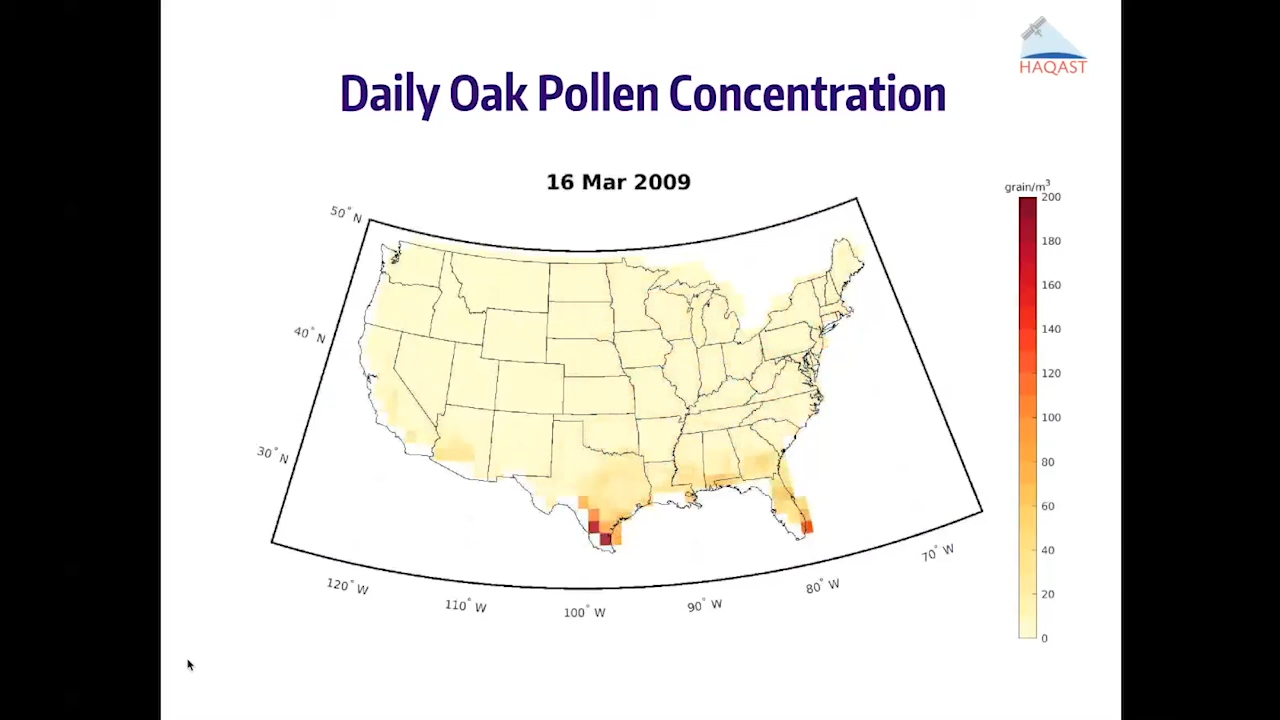 HAQAST
Daily Oak Pollen Concentration
16 Mar 2009
grain/m³
200
180
160
140
120
100
80
60
40
20
0
50° N
40° N
30° N
120° W
110° W
100° W
90° W
80° W
70° W